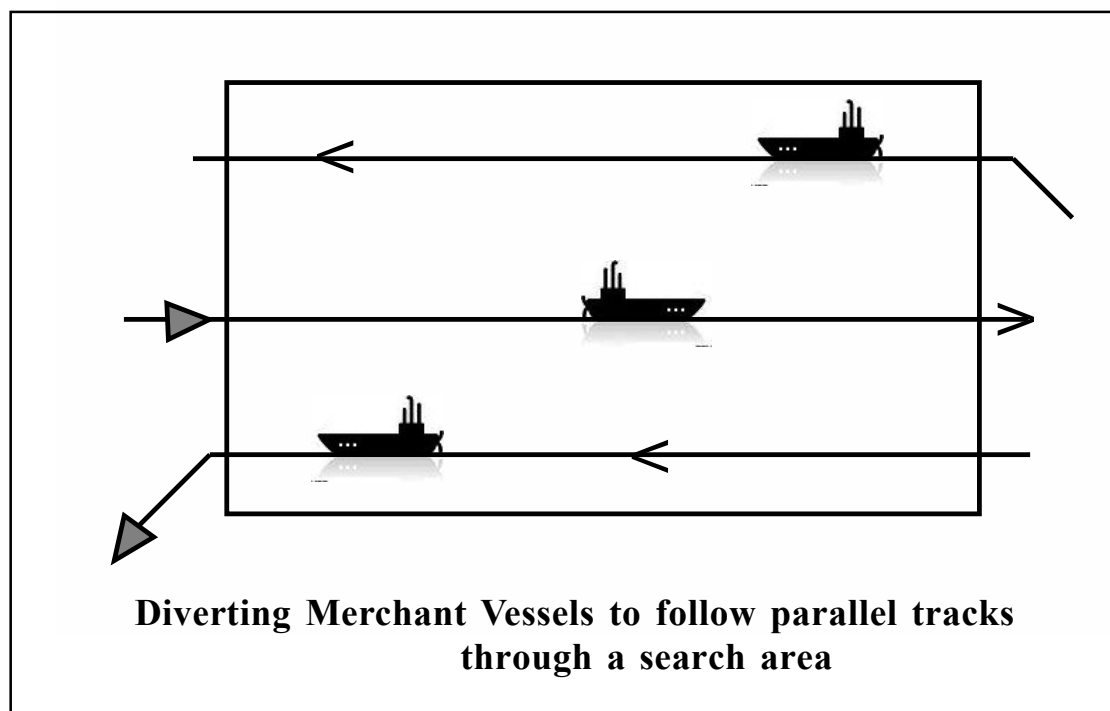 Diverting Merchant Vessels to follow parallel tracks
through a search area